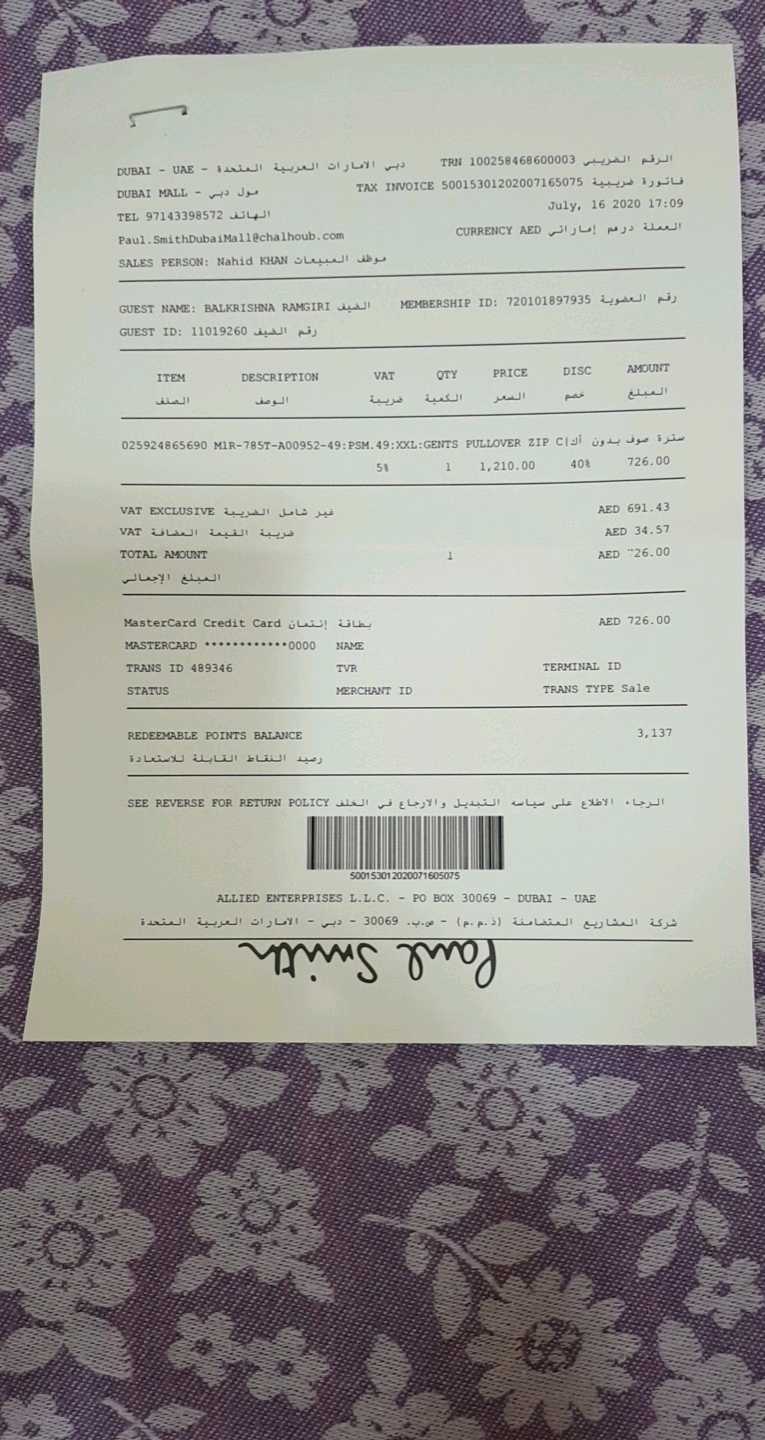 DUBAI - UAE - دبي الامارات العربية المتحدة TRN 100258468600003 الرقم الضريبي
DUBAI MALL - مول دبي TAX INVOICE 50015301202007165075 فاتورة ضريبية
TEL 97143398572 الهاتف July, 16 2020 17:09
Paul.SmithDubaiMall@chalhoub.com CURRENCY AED العملة درهم إماراتي
SALES PERSON: Nahid KHAN موظف المبيعات
GUEST NAME: BALKRISHNA RAMGIRI الضيف MEMBERSHIP ID: 720101897935 رقم العضوية
GUEST ID: 11019260 رقم الضيف
ITEM DESCRIPTION VAT QTY PRICE DISC AMOUNT
الصنف الوصف ضريبة الكمية السعر خصم المبلغ
025924865690 M1R-785T-A00952-49:PSM.49:XXL:GENTS PULLOVER ZIP C|سترة صوف بدون أك
5% 1 1,210.00 40% 726.00
VAT EXCLUSIVE غير شامل الضريبة AED 691.43
VAT ضريبة القيمة المضافة AED 34.57
TOTAL AMOUNT 1 AED 726.00
المبلغ الإجمالي
MasterCard Credit Card بطاقة إئتمان AED 726.00
MASTERCARD ************0000 NAME
TRANS ID 489346 TVR TERMINAL ID
STATUS MERCHANT ID TRANS TYPE Sale
REDEEMABLE POINTS BALANCE 3,137
رصيد النقاط القابلة للاستعادة
SEE REVERSE FOR RETURN POLICY الرجاء الاطلاع على سياسه التبديل والارجاع في الخلف
500153012020071605075
ALLIED ENTERPRISES L.L.C. - PO BOX 30069 - DUBAI - UAE
شركة المشاريع المتضامنة (ذ.م.م) - ص.ب. 30069 - دبي - الامارات العربية المتحدة
Paul Smith